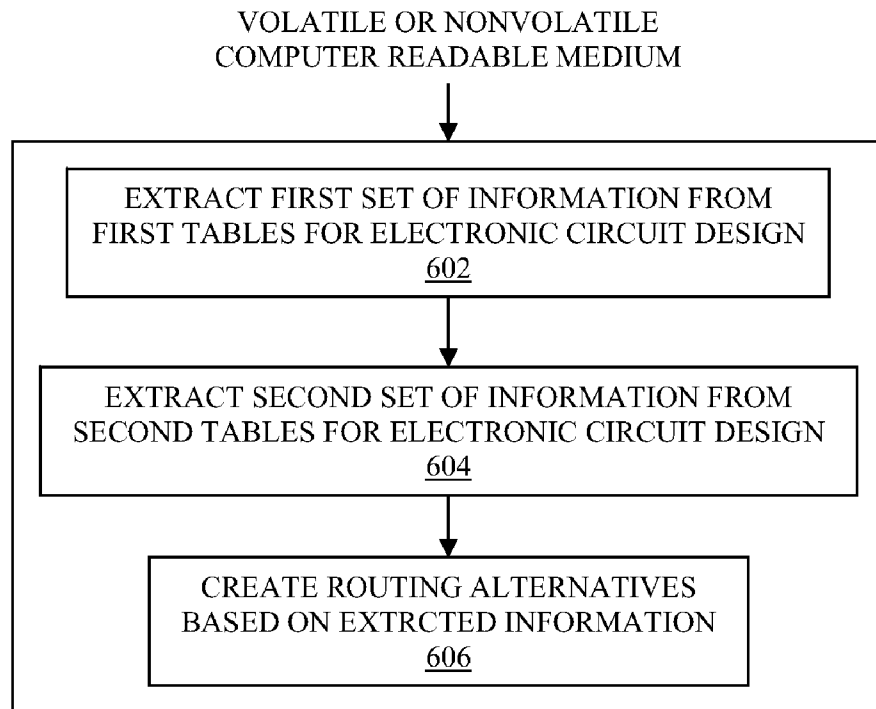 VOLATILE OR NONVOLATILE
COMPUTER READABLE MEDIUM
EXTRACT FIRST SET OF INFORMATION FROM
FIRST TABLES FOR ELECTRONIC CIRCUIT DESIGN
602
EXTRACT SECOND SET OF INFORMATION FROM
SECOND TABLES FOR ELECTRONIC CIRCUIT DESIGN
604
CREATE ROUTING ALTERNATIVES
BASED ON EXTRCTED INFORMATION
606